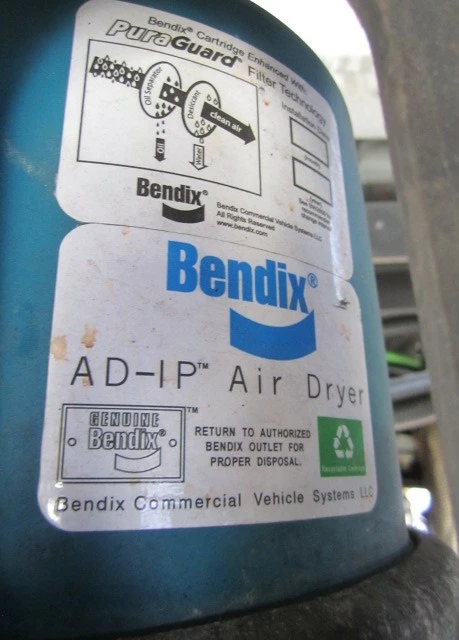 Bendix® Cartridge Enhanced With
PuraGuard® Filter Technology
Oil Separator
Desiccant
clean air
Oil
Water
Installation
Bendix®
Bendix Commercial Vehicle Systems LLC
All Rights Reserved
www.bendix.com
Bendix®
AD-IP™ Air Dryer
GENUINE
Bendix®
™
RETURN TO AUTHORIZED
BENDIX OUTLET FOR
PROPER DISPOSAL.
Recyclable Cartridge
Bendix Commercial Vehicle Systems LLC